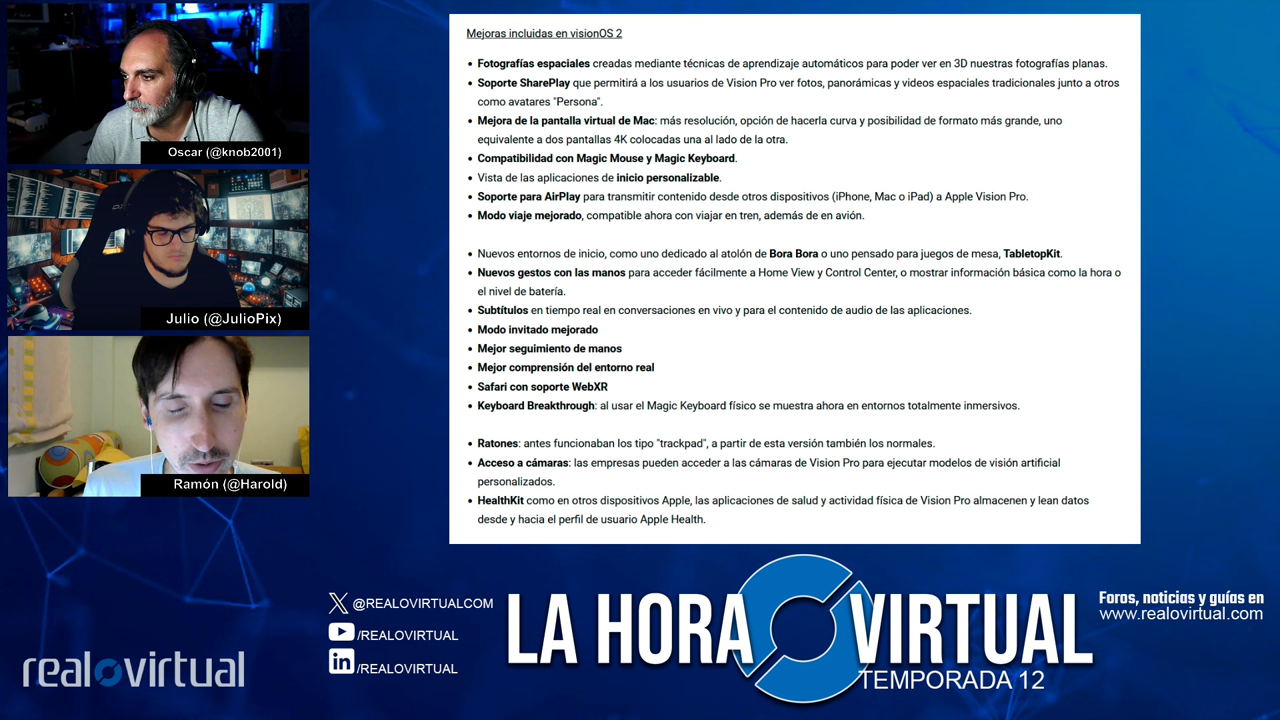 Oscar (@knob2001)
Julio (@JulioPix)
Ramón (@Harold)
Mejoras incluidas en visionOS 2
• Fotografías espaciales creadas mediante técnicas de aprendizaje automáticos para poder ver en 3D nuestras fotografías planas.
• Soporte SharePlay que permitirá a los usuarios de Vision Pro ver fotos, panorámicas y videos espaciales tradicionales junto a otros
como avatares "Persona".
• Mejora de la pantalla virtual de Mac: más resolución, opción de hacerla curva y posibilidad de formato más grande, uno
equivalente a dos pantallas 4K colocadas una al lado de la otra.
• Compatibilidad con Magic Mouse y Magic Keyboard.
• Vista de las aplicaciones de inicio personalizable.
• Soporte para AirPlay para transmitir contenido desde otros dispositivos (iPhone, Mac o iPad) a Apple Vision Pro.
• Modo viaje mejorado, compatible ahora con viajar en tren, además de en avión.
• Nuevos entornos de inicio, como uno dedicado al atolón de Bora Bora o uno pensado para juegos de mesa, TabletopKit.
• Nuevos gestos con las manos para acceder fácilmente a Home View y Control Center, o mostrar información básica como la hora o
el nivel de batería.
• Subtítulos en tiempo real en conversaciones en vivo y para el contenido de audio de las aplicaciones.
• Modo invitado mejorado
• Mejor seguimiento de manos
• Mejor comprensión del entorno real
• Safari con soporte WebXR
• Keyboard Breakthrough: al usar el Magic Keyboard físico se muestra ahora en entornos totalmente inmersivos.
• Ratones: antes funcionaban los tipo "trackpad", a partir de esta versión también los normales.
• Acceso a cámaras: las empresas pueden acceder a las cámaras de Vision Pro para ejecutar modelos de visión artificial
personalizados.
• HealthKit como en otros dispositivos Apple, las aplicaciones de salud y actividad física de Vision Pro almacenen y lean datos
desde y hacia el perfil de usuario Apple Health.
realovirtual
@REALOVIRTUALCOM
/REALOVIRTUAL
/REALOVIRTUAL
LA HORA VIRTUAL
TEMPORADA 12
Foros, noticias y guías en
www.realovirtual.com